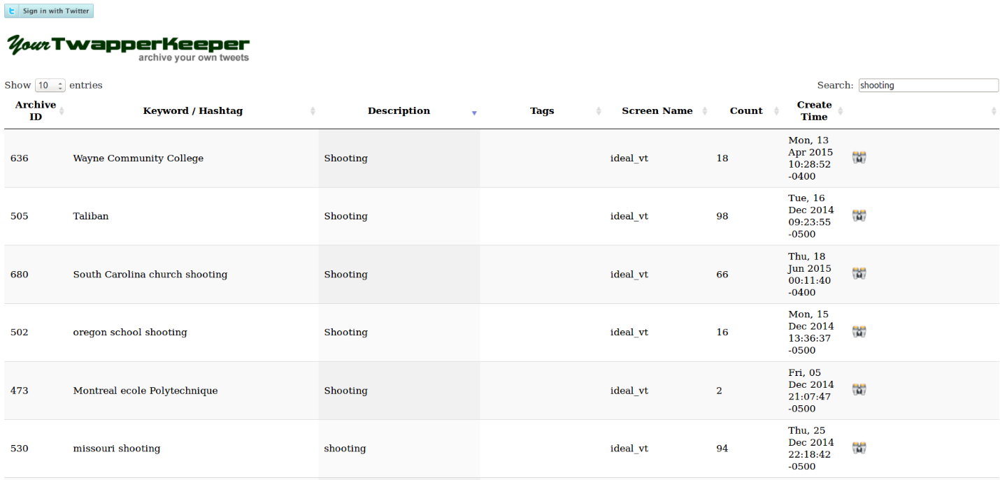 Sign in with Twitter
Your TwapperKeeper
archive your own tweets
Show 10 entries
Search: shooting
Archive ID Keyword / Hashtag Description Tags Screen Name Count Create Time
636 Wayne Community College Shooting ideal_vt 18 Mon, 13 Apr 2015 10:28:52 -0400
505 Taliban Shooting ideal_vt 98 Tue, 16 Dec 2014 09:23:55 -0500
680 South Carolina church shooting Shooting ideal_vt 66 Thu, 18 Jun 2015 00:11:40 -0400
502 oregon school shooting Shooting ideal_vt 16 Mon, 15 Dec 2014 13:36:37 -0500
473 Montreal ecole Polytechnique Shooting ideal_vt 2 Fri, 05 Dec 2014 21:07:47 -0500
530 missouri shooting shooting ideal_vt 94 Thu, 25 Dec 2014 22:18:42 -0500